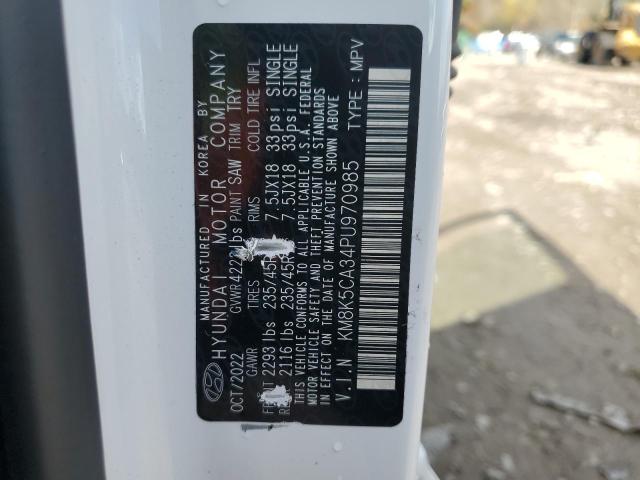 MANUFACTURED IN KOREA BY
HYUNDAI MOTOR COMPANY
OCT/2022 GVWR 422 lbs PAINT SAW TRIM TRY
GAWR TIRES RIMS COLD TIRE INFL
2293 lbs 235/45R 7.5JX18 33psi SINGLE
2116 lbs 235/45R 7.5JX18 33psi SINGLE
THIS VEHICLE CONFORMS TO ALL APPLICABLE U.S.A. FEDERAL
MOTOR VEHICLE SAFETY AND THEFT PREVENTION STANDARDS
IN EFFECT ON THE DATE OF MANUFACTURE SHOWN ABOVE
V.I.N KM8K5CA34PU970985 TYPE : MPV